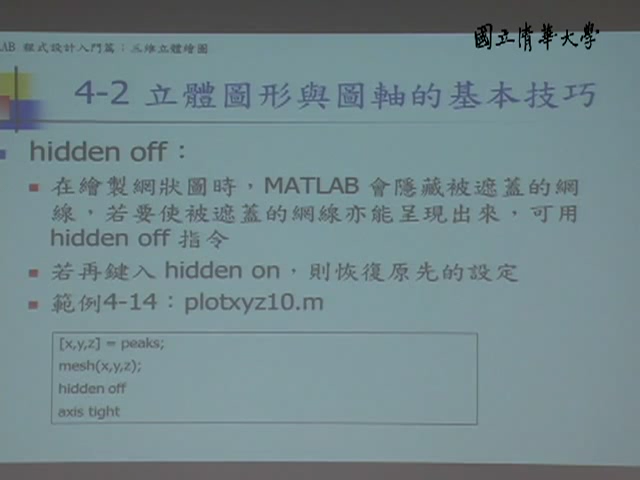 LAB 程式設計入門篇：三維立體繪圖
國立清華大學
4-2 立體圖形與圖軸的基本技巧
hidden off：
在繪製網狀圖時，MATLAB 會隱藏被遮蓋的網
線，若要使被遮蓋的網線亦能呈現出來，可用
hidden off 指令
若再鍵入 hidden on，則恢復原先的設定
範例4-14：plotxyz10.m
[x,y,z] = peaks;
mesh(x,y,z);
hidden off
axis tight